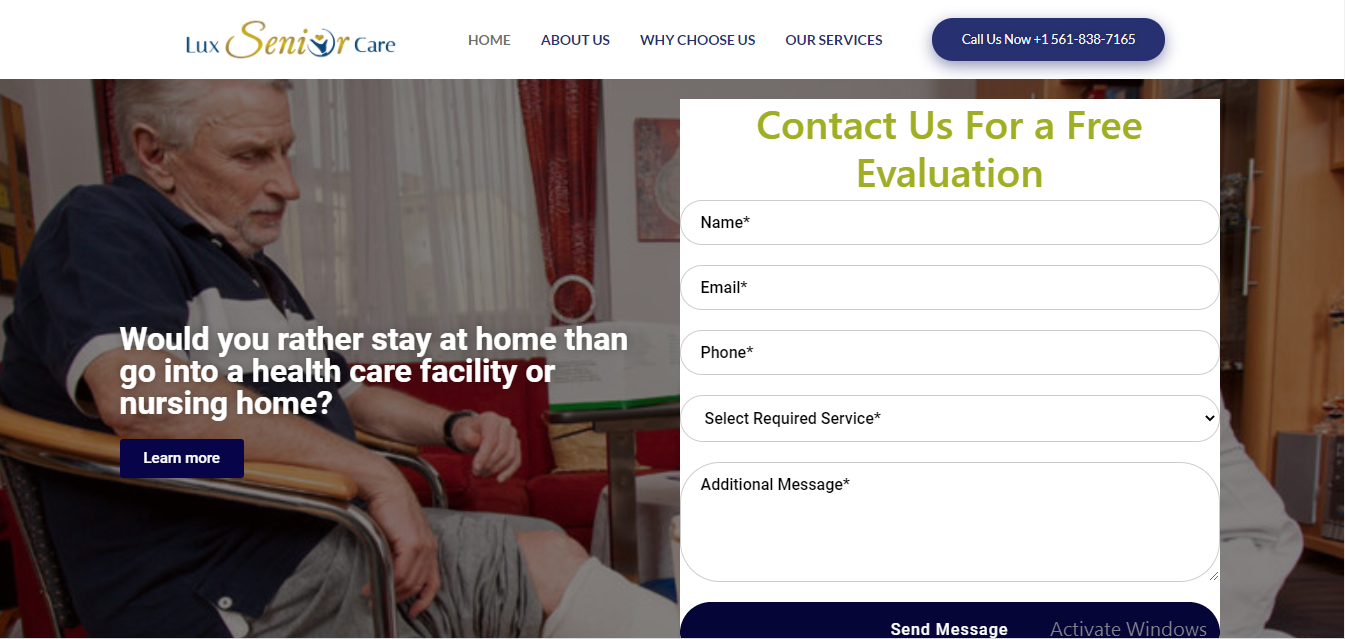 Lux Senior Care
HOME
ABOUT US
WHY CHOOSE US
OUR SERVICES
Call Us Now +1 561-838-7165
Would you rather stay at home than
go into a health care facility or
nursing home?
Learn more
Contact Us For a Free
Evaluation
Name*
Email*
Phone*
Select Required Service*
Additional Message*
Send Message
Activate Windows